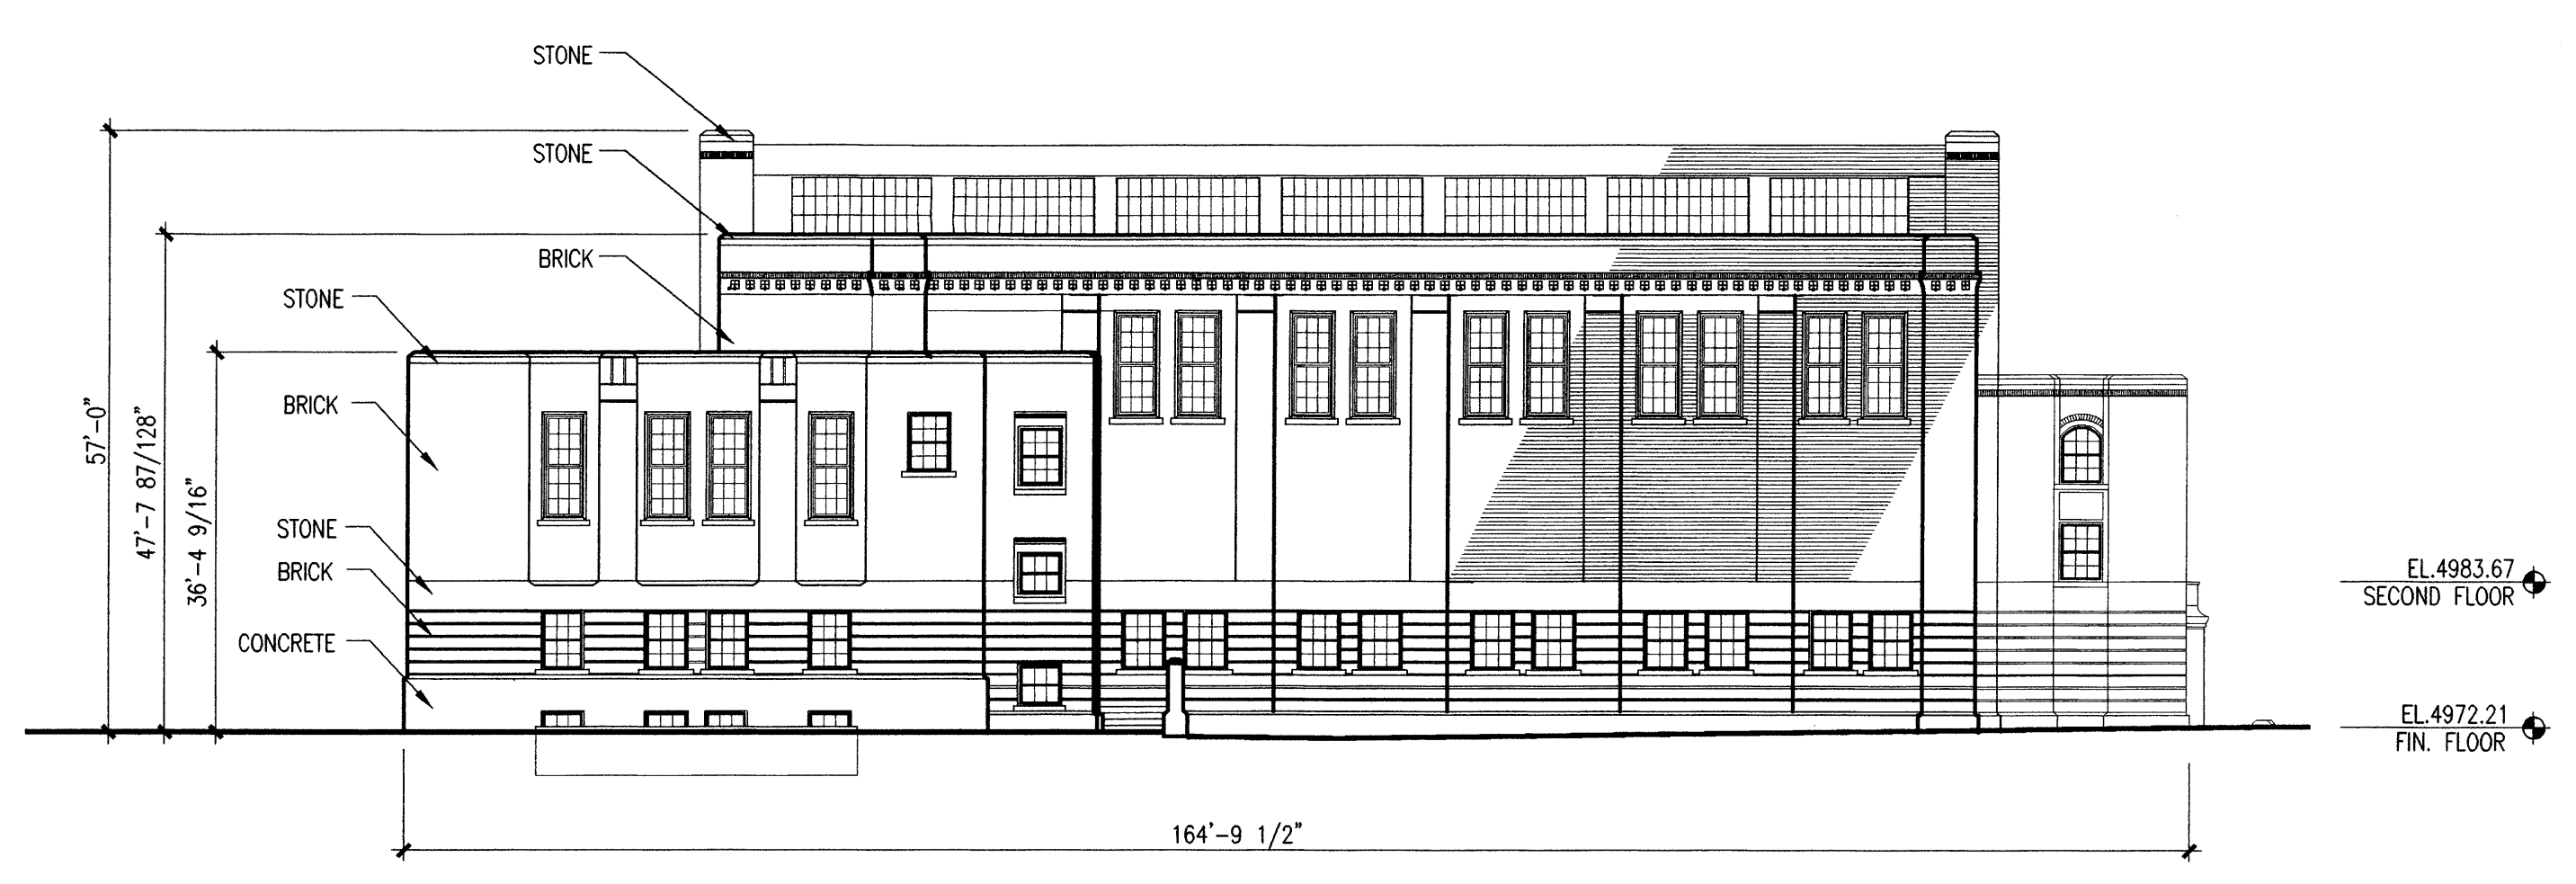 STONE
STONE
BRICK
STONE
BRICK
STONE
BRICK
CONCRETE
57'-0"
47'-7 87/128"
36'-4 9/16"
164'-9 1/2"
EL.4983.67
SECOND FLOOR
EL.4972.21
FIN. FLOOR